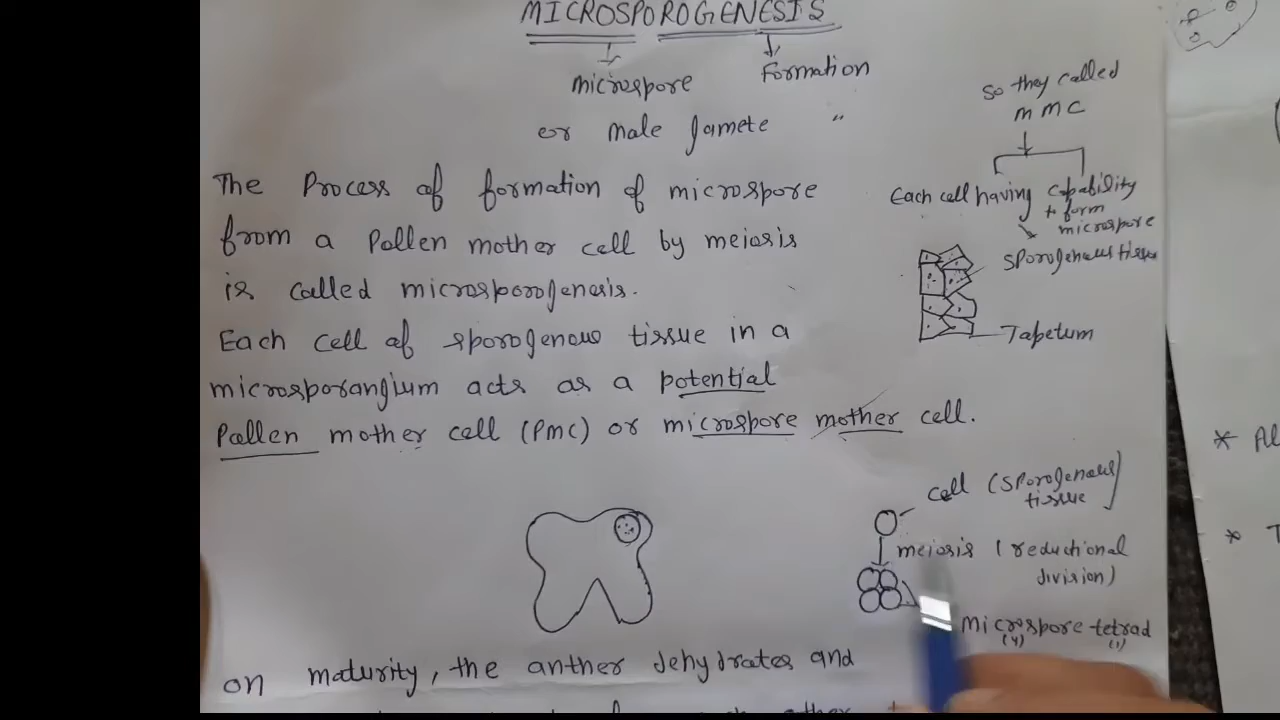 MICROSPOROGENESIS
microspore
Formation
or male gamete "
The Process of formation of microspore
from a Pollen mother cell by meiosis
is called microsporogenesis.
Each cell of sporogenous tissue in a
microsporangium acts as a potential
Pollen mother cell (PMC) or microspore mother cell.
so they called
MMC
Each cell having capability
to form
microspore
sporogenous tissue
Tapetum
cell (sporogenous)
tissue
meiosis (reductional
division)
Microspore tetrad
(4) (1)
on maturity, the anther dehydrates and
* Al
* T